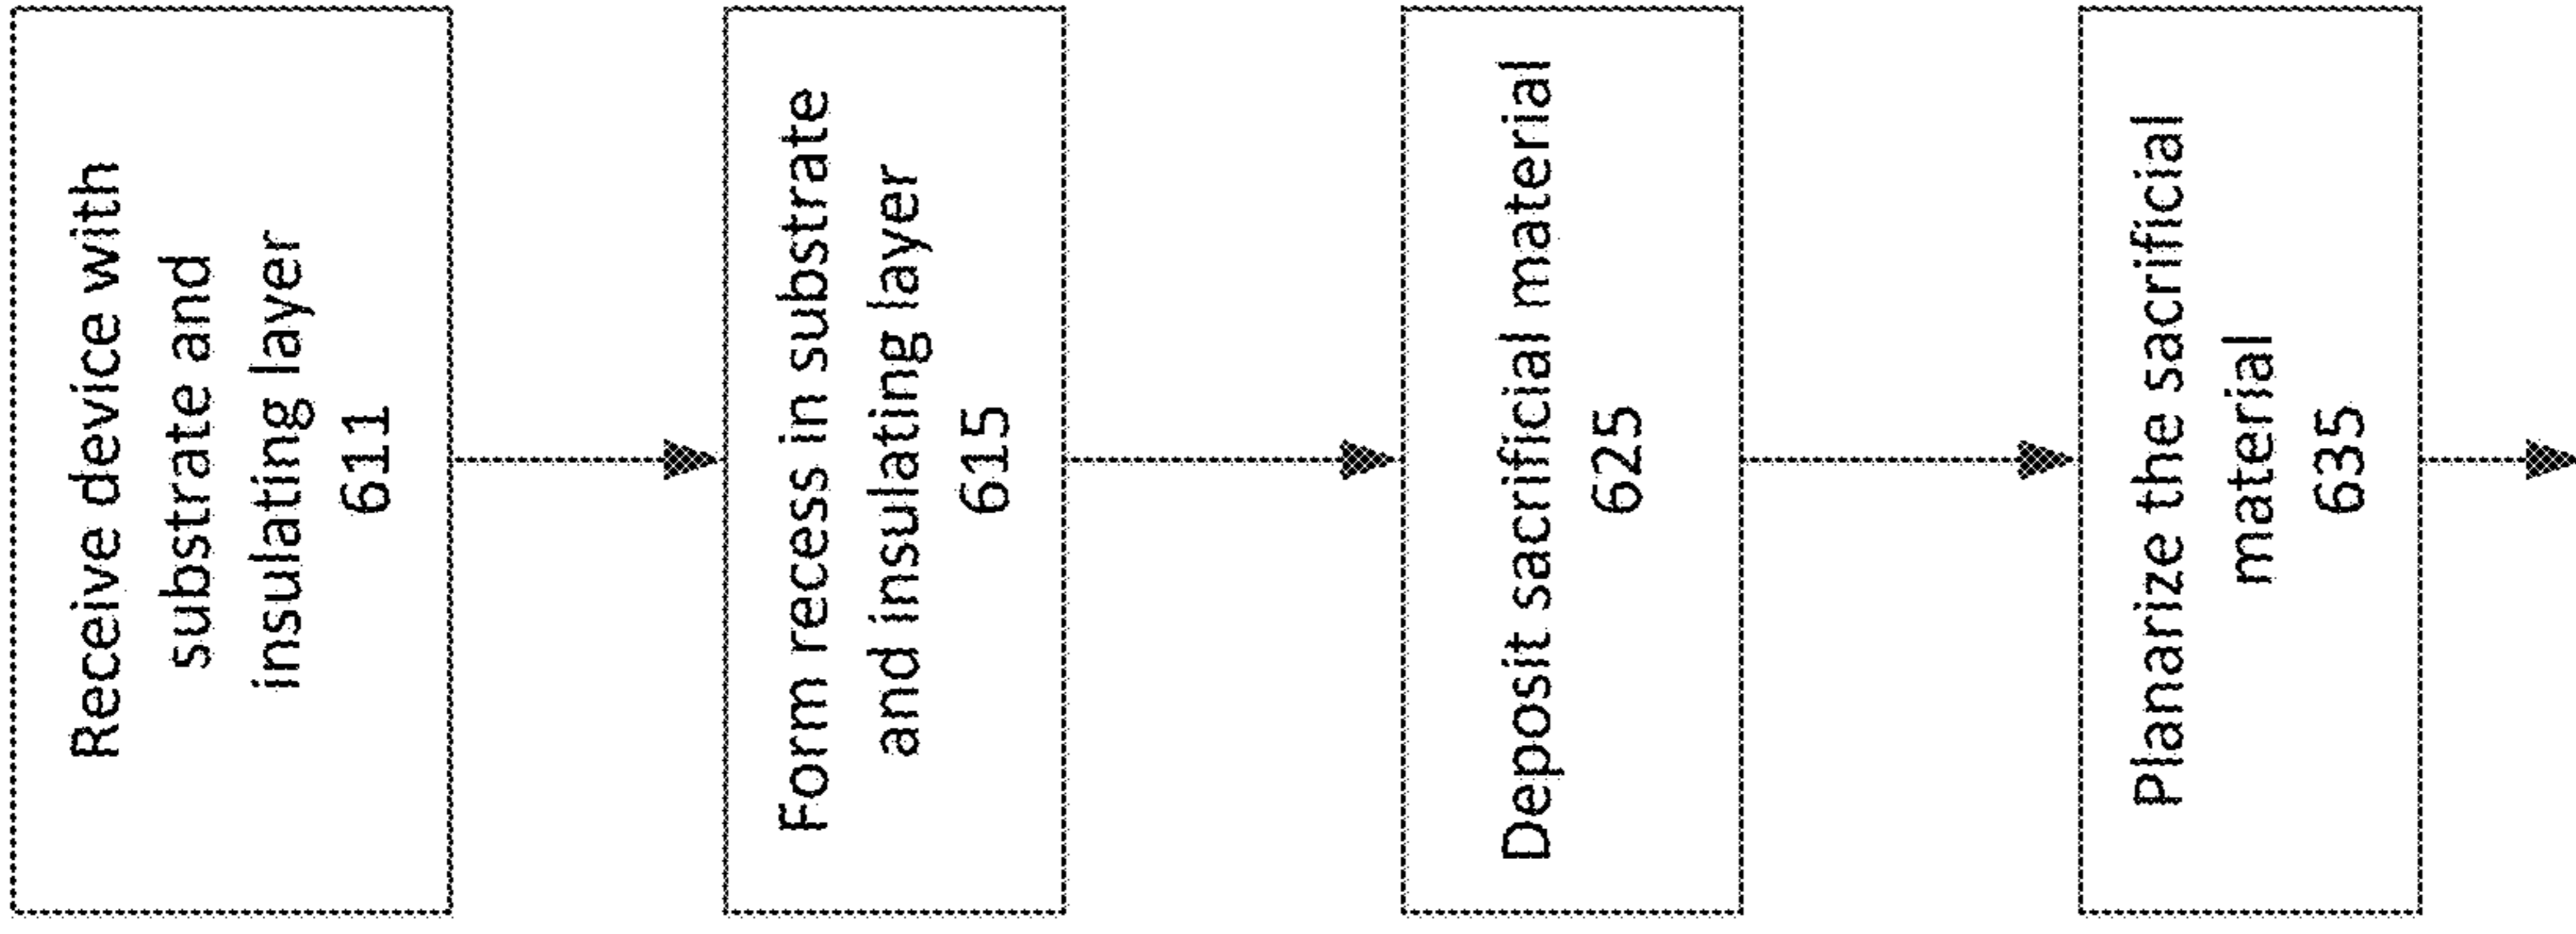 Receive device with
substrate and
insulating layer
611
Form recess in substrate
and insulating layer
615
Deposit sacrificial material
625
Planarize the sacrificial
material
635